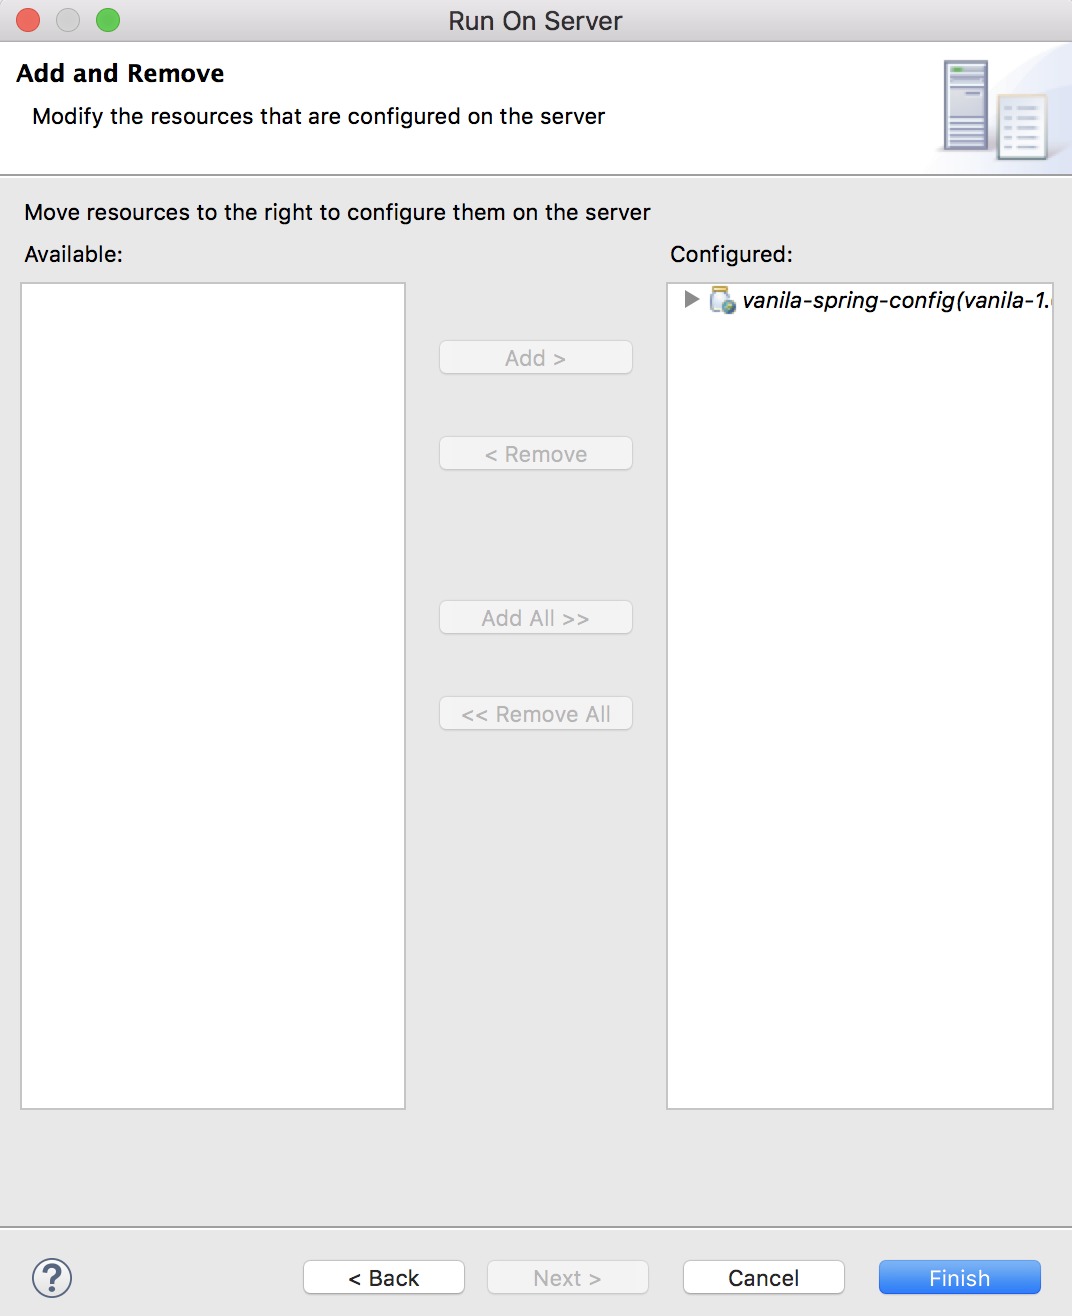 Run On Server
Add and Remove
Modify the resources that are configured on the server
Move resources to the right to configure them on the server
Available:
Configured:
vanila-spring-config(vanila-1.
Add >
< Remove
Add All >>
<< Remove All
?
< Back
Next >
Cancel
Finish